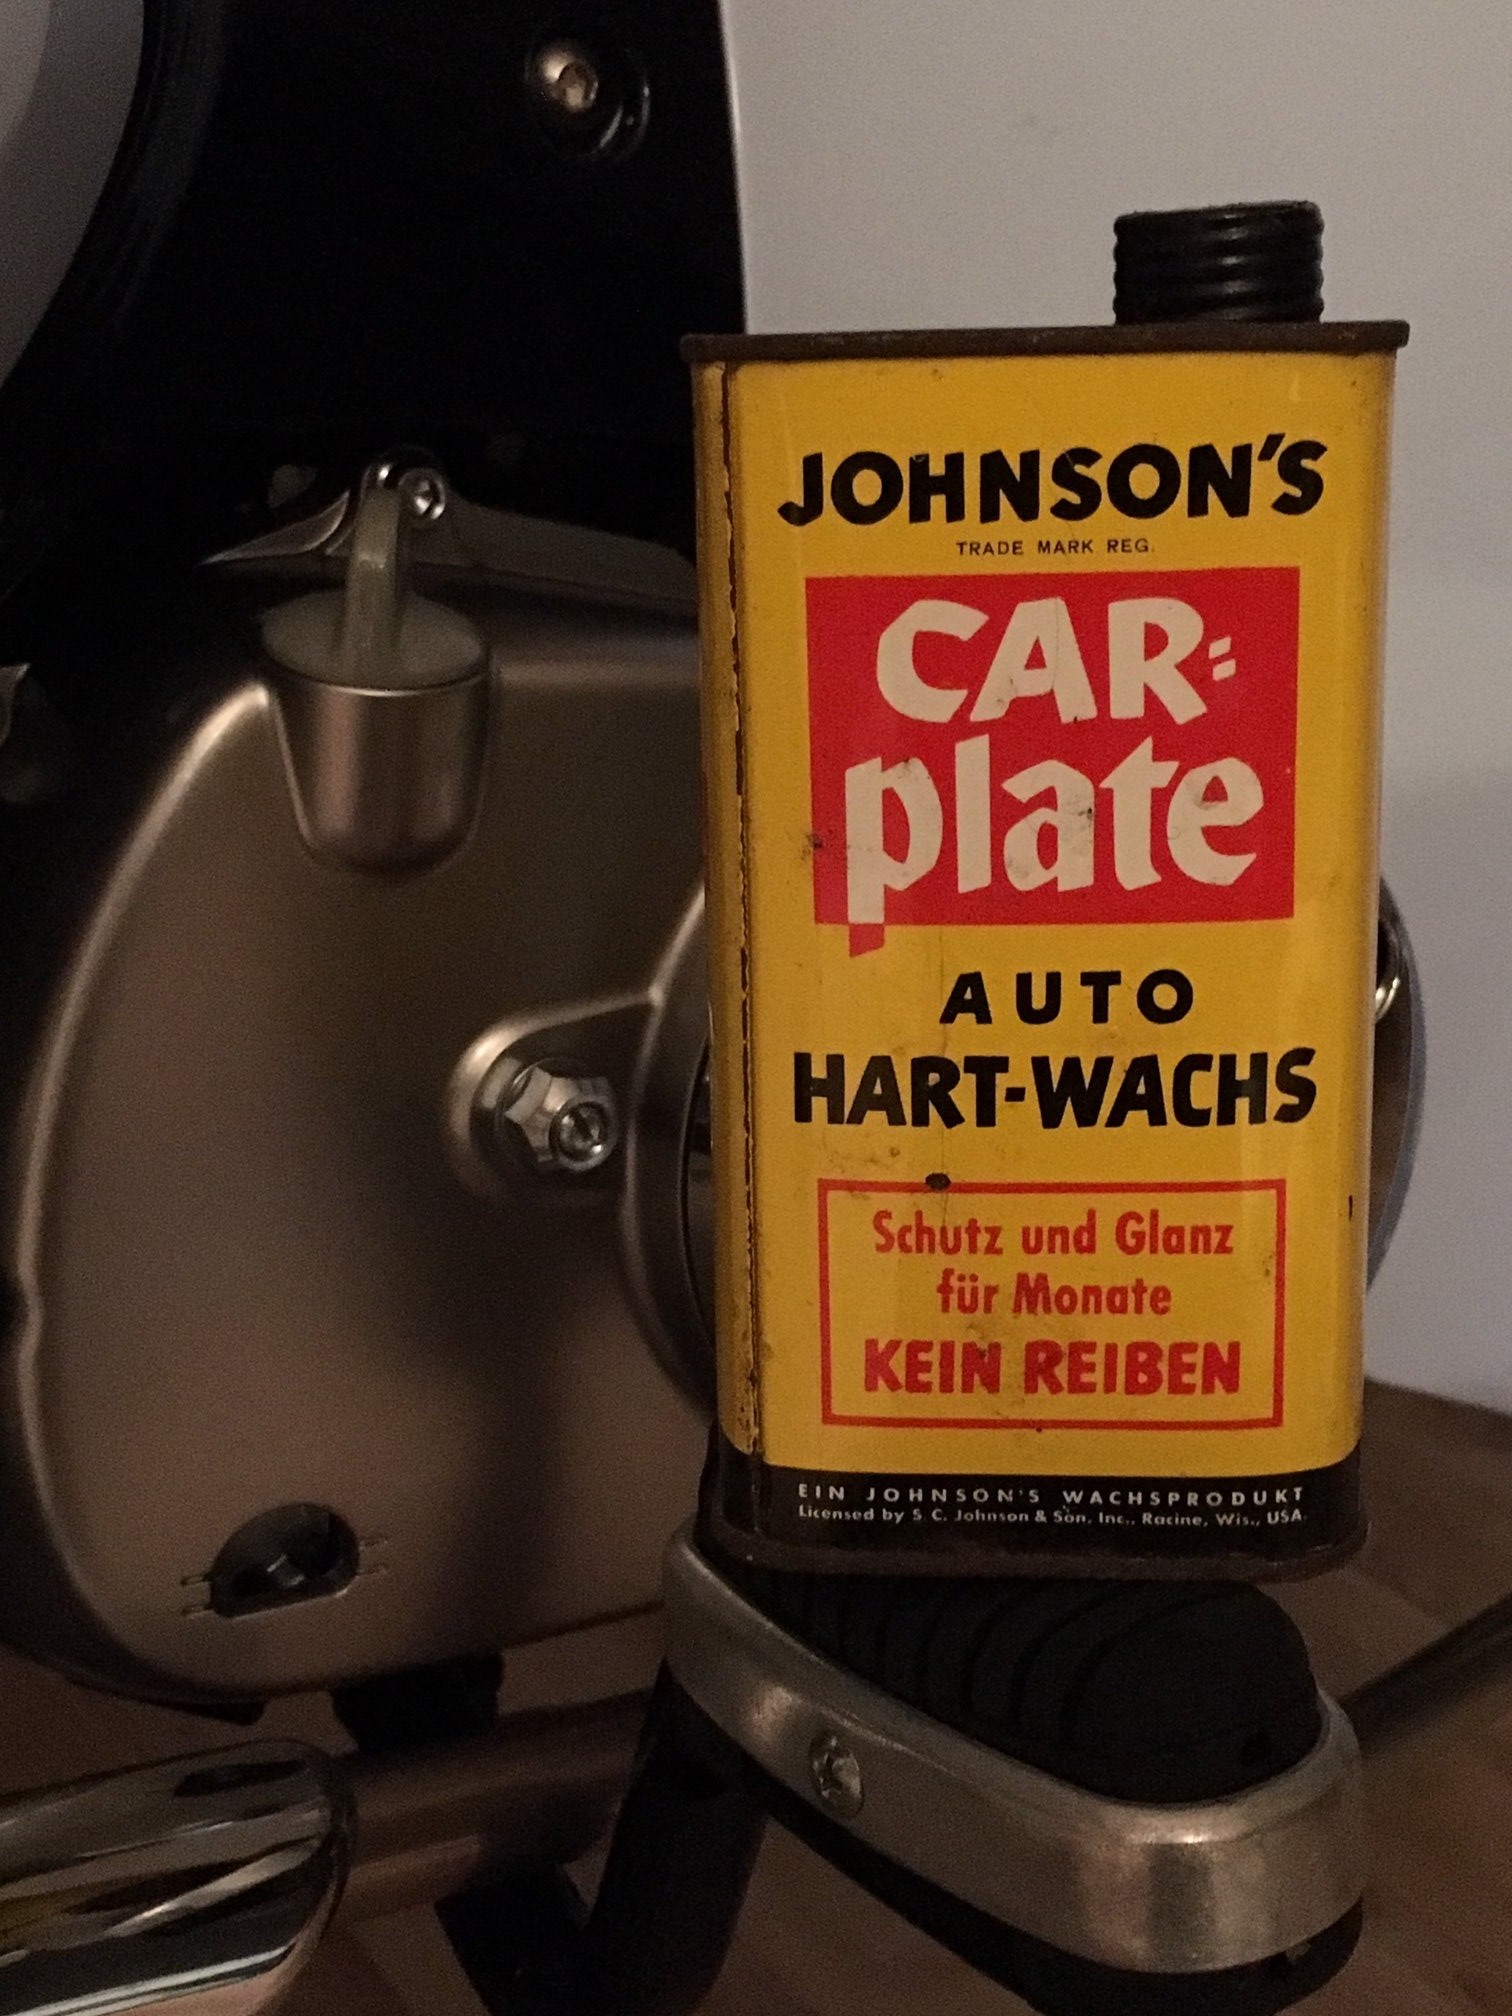 JOHNSON'S
TRADE MARK REG.
CAR=
plate
AUTO
HART-WACHS
Schutz und Glanz
für Monate
KEIN REIBEN
EIN JOHNSON'S WACHSPRODUKT
Licensed by S. C. Johnson & Son, Inc., Racine, Wis., USA.